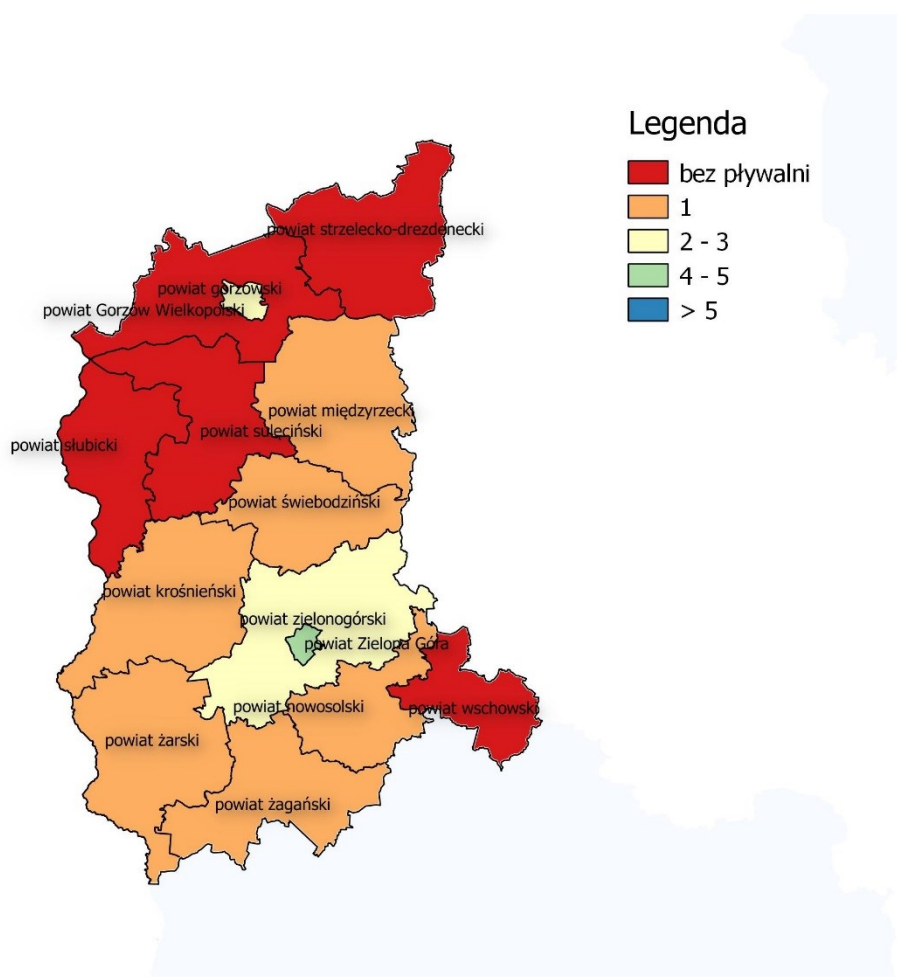 Legenda
bez pływalni
1
2 - 3
4 - 5
> 5
powiat strzelecko-drezdenecki
powiat gorzowski
powiat Gorzów Wielkopolski
powiat międzyrzecki
powiat sulęciński
powiat słubicki
powiat świebodziński
powiat krośnieński
powiat zielonogórski
powiat Zielona Góra
powiat nowosolski
powiat wschowski
powiat żarski
powiat żagański